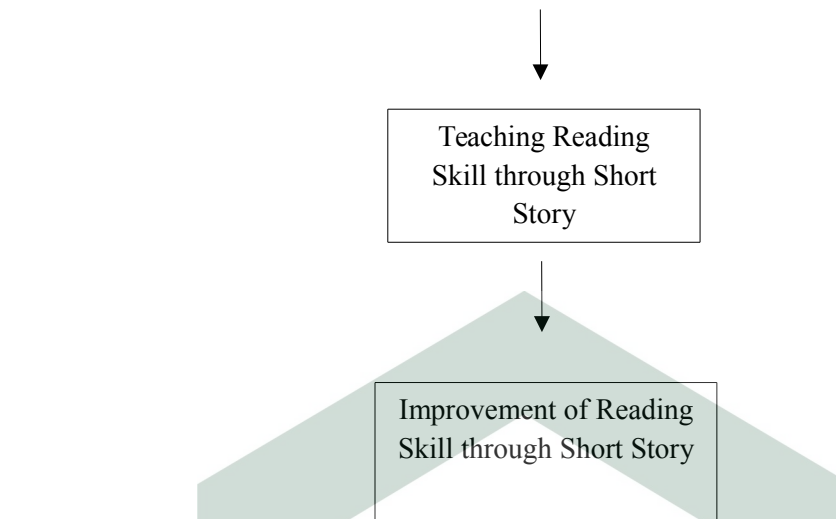 Teaching Reading
Skill through Short
Story
Improvement of Reading
Skill through Short Story